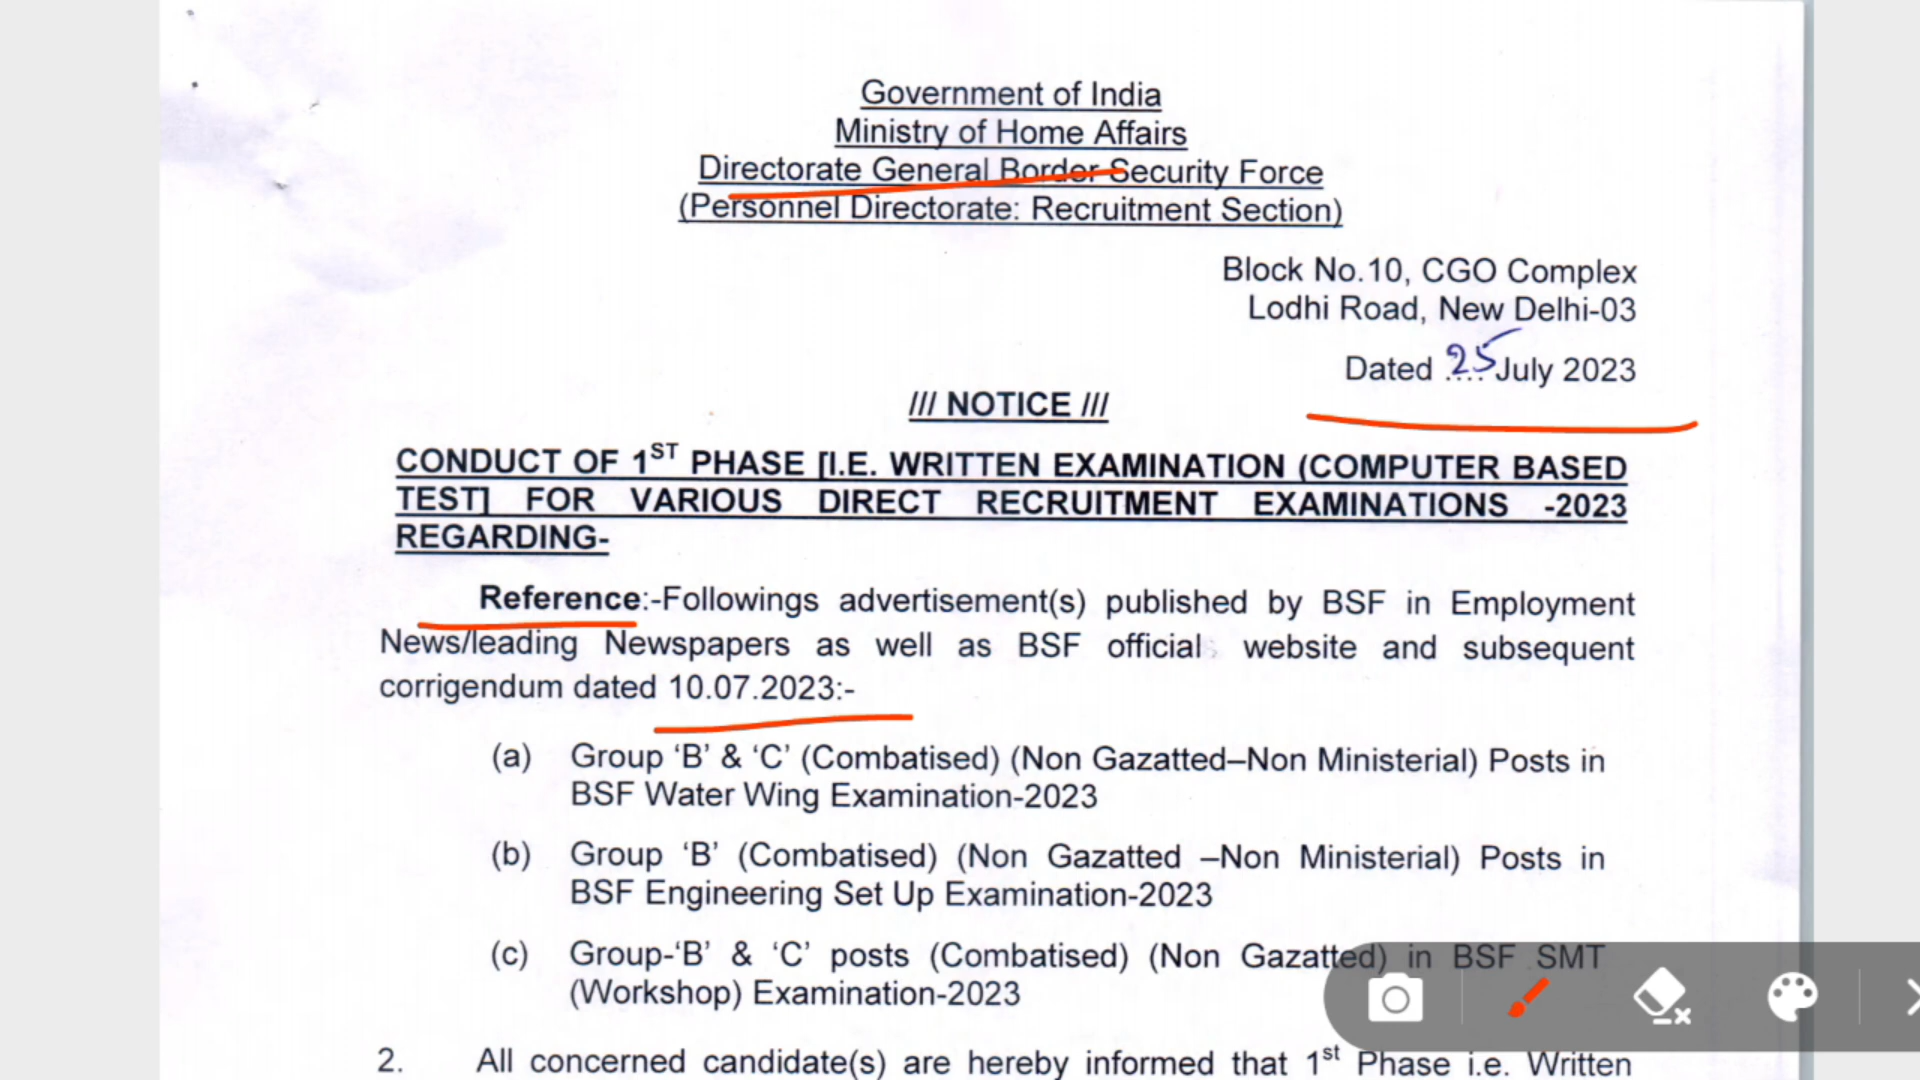 Government of India
Ministry of Home Affairs
Directorate General Border Security Force
(Personnel Directorate: Recruitment Section)
Block No.10, CGO Complex
Lodhi Road, New Delhi-03
Dated 25 July 2023
/// NOTICE ///
CONDUCT OF 1ST PHASE [I.E. WRITTEN EXAMINATION (COMPUTER BASED
TEST] FOR VARIOUS DIRECT RECRUITMENT EXAMINATIONS -2023
REGARDING-
Reference:-Followings advertisement(s) published by BSF in Employment
News/leading Newspapers as well as BSF official website and subsequent
corrigendum dated 10.07.2023:-
(a) Group ‘B’ & ‘C’ (Combatised) (Non Gazatted–Non Ministerial) Posts in
BSF Water Wing Examination-2023
(b) Group ‘B’ (Combatised) (Non Gazatted –Non Ministerial) Posts in
BSF Engineering Set Up Examination-2023
(c) Group-‘B’ & ‘C’ posts (Combatised) (Non Gazatted) in BSF SMT
(Workshop) Examination-2023
2. All concerned candidate(s) are hereby informed that 1st Phase i.e. Written